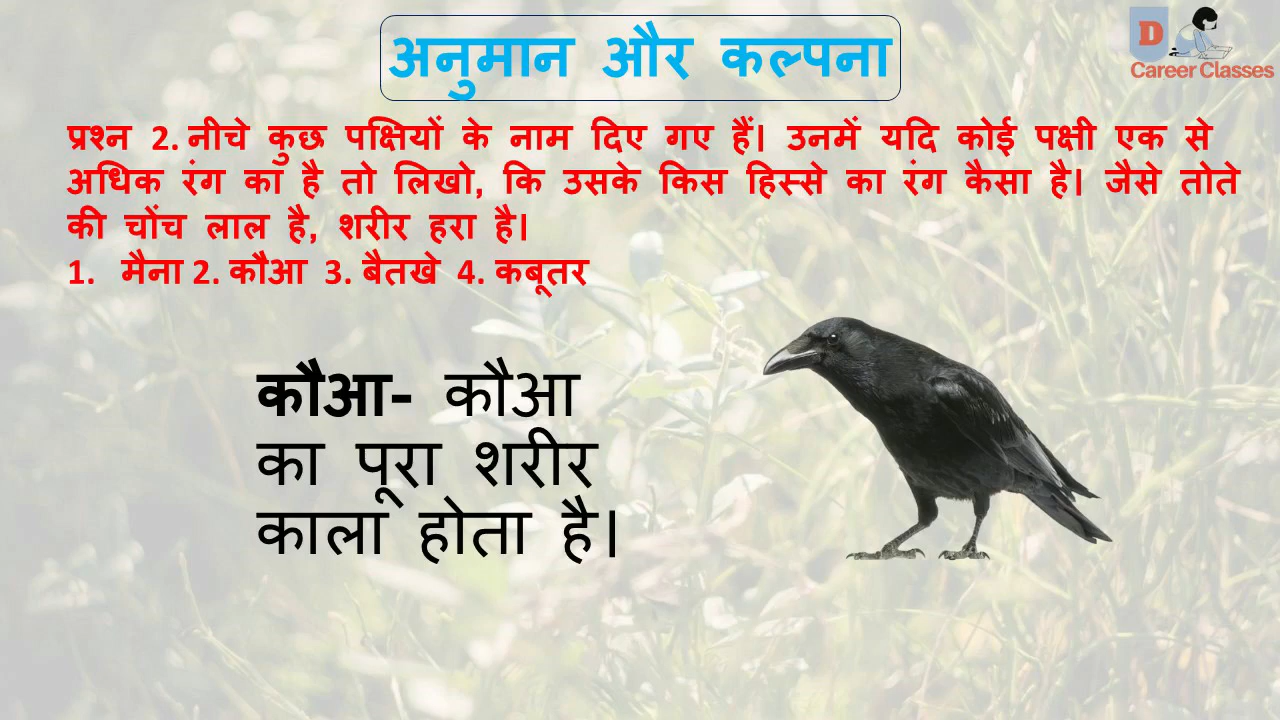 अनुमान और कल्पना
D
Career Classes
प्रश्न 2. नीचे कुछ पक्षियों के नाम दिए गए हैं। उनमें यदि कोई पक्षी एक से
अधिक रंग का है तो लिखो, कि उसके किस हिस्से का रंग कैसा है। जैसे तोते
की चोंच लाल है, शरीर हरा है।
1. मैना 2. कौआ 3. बैतखे 4. कबूतर
कौआ- कौआ
का पूरा शरीर
काला होता है।